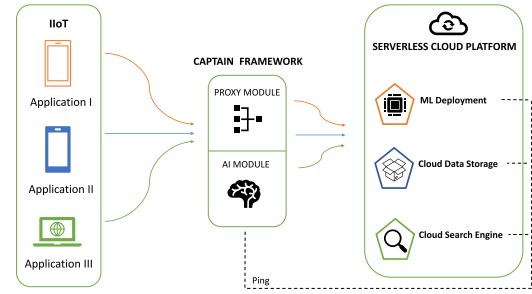 IIoT
Application I
Application II
Application III
CAPTAIN FRAMEWORK
PROXY MODULE
AI MODULE
Ping
SERVERLESS CLOUD PLATFORM
ML Deployment
Cloud Data Storage
Cloud Search Engine